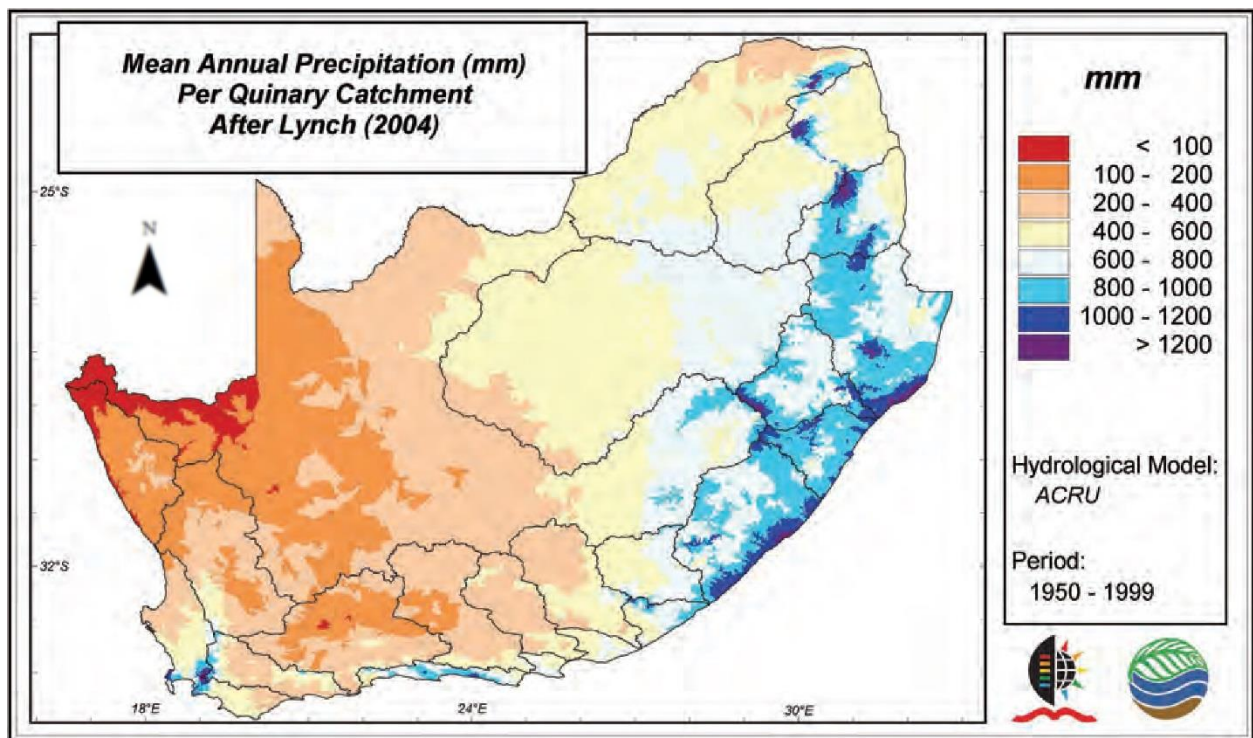 Mean Annual Precipitation (mm)
Per Quinary Catchment
After Lynch (2004)
N
25°S
32°S
18°E
24°E
30°E
mm
< 100
100 - 200
200 - 400
400 - 600
600 - 800
800 - 1000
1000 - 1200
> 1200
Hydrological Model:
ACRU
Period:
1950 - 1999